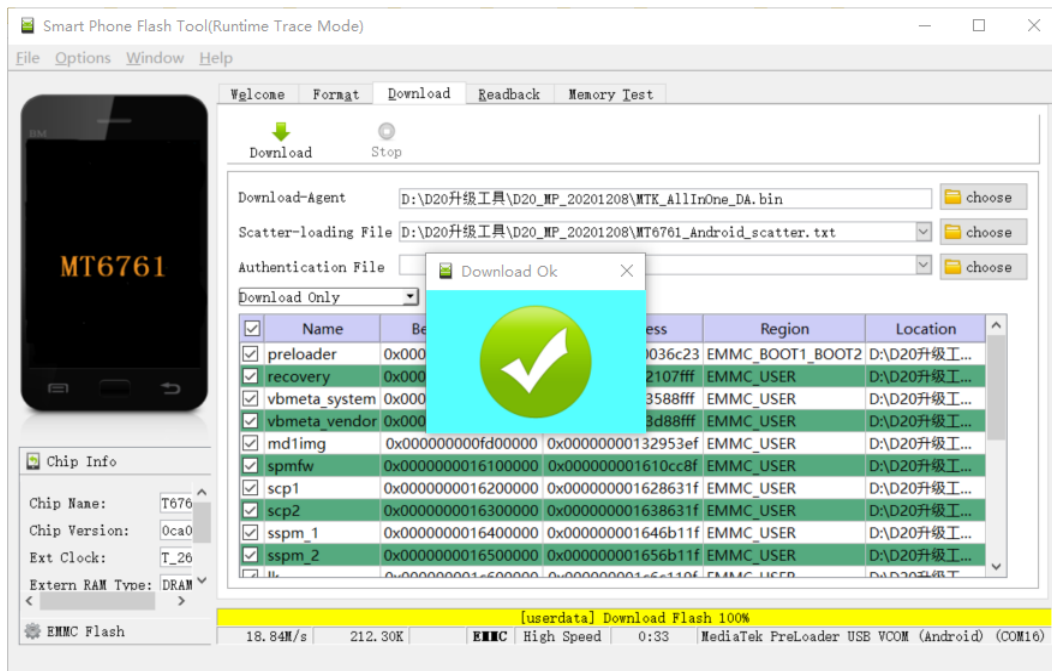 Smart Phone Flash Tool(Runtime Trace Mode)
File Options Window Help
BM
MT6761
Welcome Format Download Readback Memory Test
Download Stop
Download-Agent D:\D20升级工具\D20_MP_20201208\MTK_AllInOne_DA.bin choose
Scatter-loading File D:\D20升级工具\D20_MP_20201208\MT6761_Android_scatter.txt choose
Authentication File choose
Download Ok
Download Only
Name Be ess Region Location
preloader 0x000 0036c23 EMMC_BOOT1_BOOT2 D:\D20升级工...
recovery 0x000 2107fff EMMC_USER D:\D20升级工...
vbmeta_system 0x000 3588fff EMMC_USER D:\D20升级工...
vbmeta_vendor 0x000 3d88fff EMMC_USER D:\D20升级工...
md1img 0x000000000fd00000 0x00000000132953ef EMMC_USER D:\D20升级工...
spmfw 0x0000000016100000 0x000000001610cc8f EMMC_USER D:\D20升级工...
scp1 0x0000000016200000 0x000000001628631f EMMC_USER D:\D20升级工...
scp2 0x0000000016300000 0x000000001638631f EMMC_USER D:\D20升级工...
sspm_1 0x0000000016400000 0x000000001646b11f EMMC_USER D:\D20升级工...
sspm_2 0x0000000016500000 0x000000001656b11f EMMC_USER D:\D20升级工...
Chip Info
Chip Name: T676
Chip Version: 0ca0
Ext Clock: T_26
Extern RAM Type: DRAM
EMMC Flash
[userdata] Download Flash 100%
18.84M/s 212.30K EMMC High Speed 0:33 MediaTek PreLoader USB VCOM (Android) (COM16)